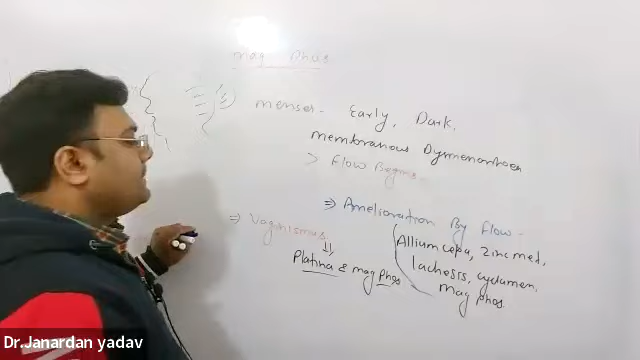 mag Phos
menses - Early, Dark,
membranous Dysmenorrhoea
> Flow Begins -
⇒ Amelioration By Flow -
Allium cepa, Zinc med,
lachesis, cyclamen,
mag Phos.
⇒ Vaginismus
⇓
Platina & mag Phos
Dr.Janardan yadav